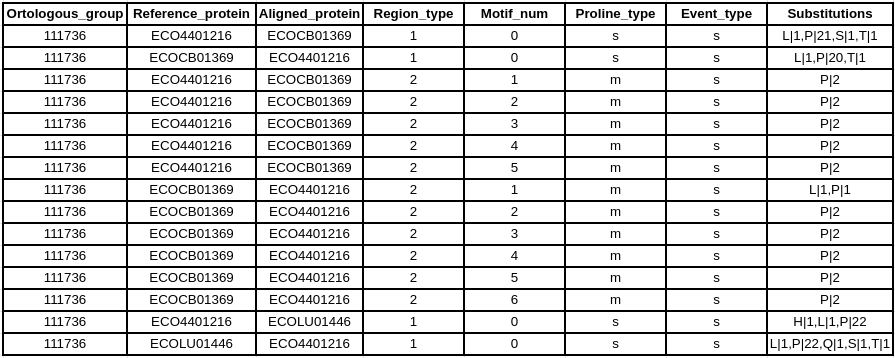 Ortologous_group Reference_protein Aligned_protein Region_type Motif_num Proline_type Event_type Substitutions
111736 ECO4401216 ECOCB01369 1 0 s s L|1,P|21,S|1,T|1
111736 ECOCB01369 ECO4401216 1 0 s s L|1,P|20,T|1
111736 ECO4401216 ECOCB01369 2 1 m s P|2
111736 ECO4401216 ECOCB01369 2 2 m s P|2
111736 ECO4401216 ECOCB01369 2 3 m s P|2
111736 ECO4401216 ECOCB01369 2 4 m s P|2
111736 ECO4401216 ECOCB01369 2 5 m s P|2
111736 ECOCB01369 ECO4401216 2 1 m s L|1,P|1
111736 ECOCB01369 ECO4401216 2 2 m s P|2
111736 ECOCB01369 ECO4401216 2 3 m s P|2
111736 ECOCB01369 ECO4401216 2 4 m s P|2
111736 ECOCB01369 ECO4401216 2 5 m s P|2
111736 ECOCB01369 ECO4401216 2 6 m s P|2
111736 ECO4401216 ECOLU01446 1 0 s s H|1,L|1,P|22
111736 ECOLU01446 ECO4401216 1 0 s s L|1,P|22,Q|1,S|1,T|1